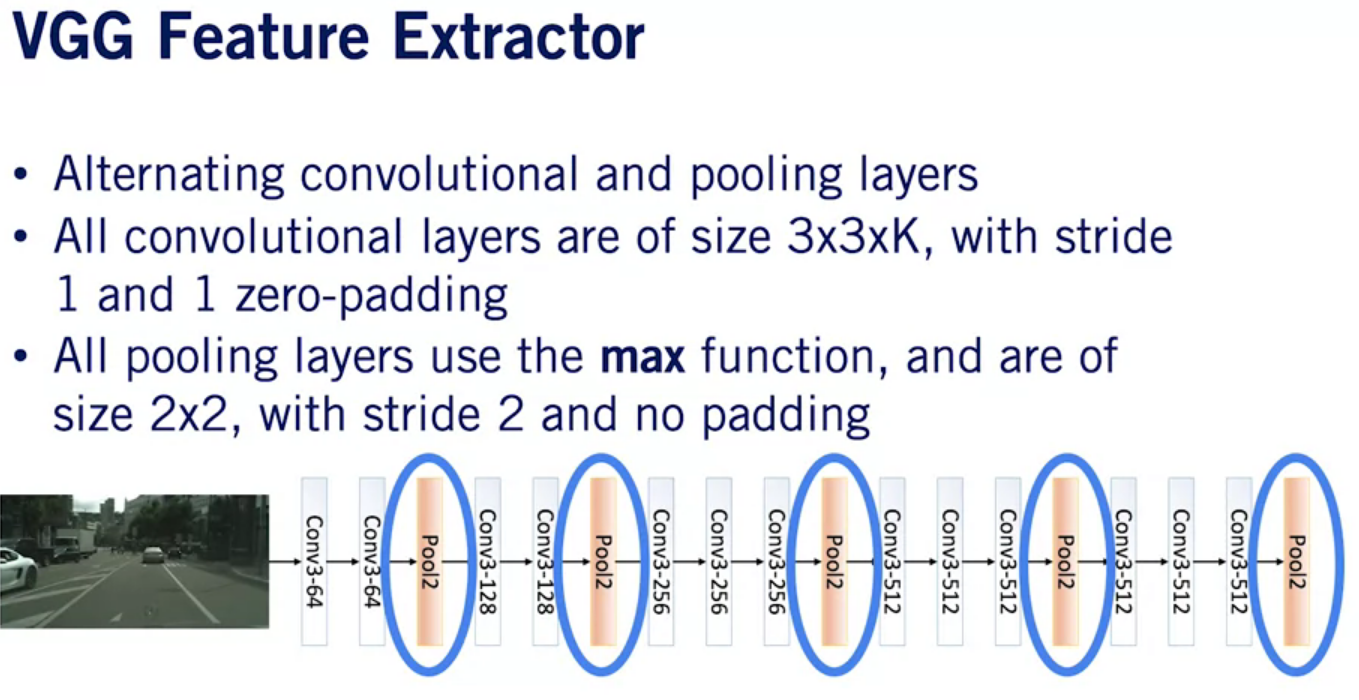 VGG Feature Extractor
• Alternating convolutional and pooling layers
• All convolutional layers are of size 3x3xK, with stride
1 and 1 zero-padding
• All pooling layers use the max function, and are of
size 2x2, with stride 2 and no padding
Conv3-64
Conv3-64
Pool2
Conv3-128
Conv3-128
Pool2
Conv3-256
Conv3-256
Conv3-256
Pool2
Conv3-512
Conv3-512
Conv3-512
Pool2
Conv3-512
Conv3-512
Conv3-512
Pool2